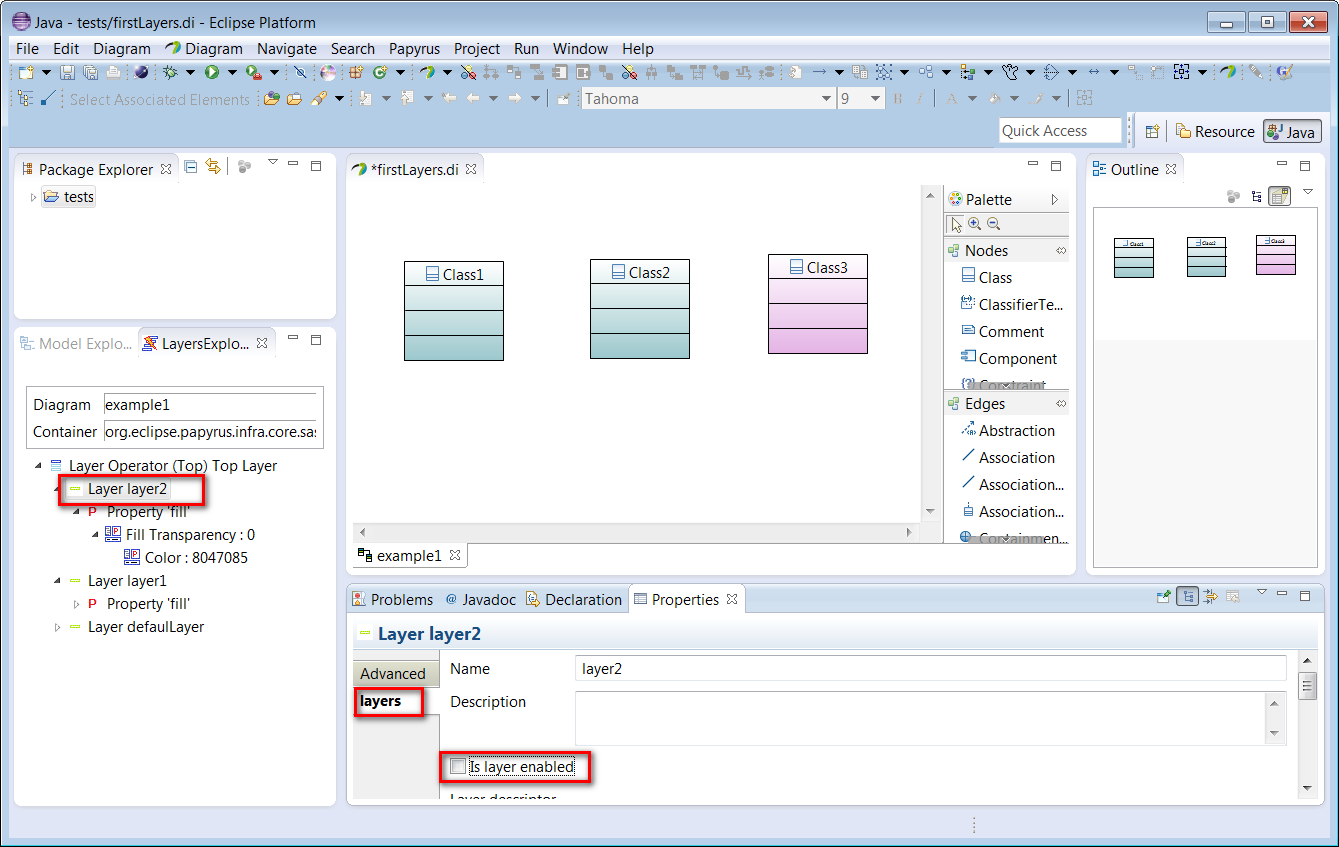 Java - tests/firstLayers.di - Eclipse Platform
File Edit Diagram Diagram Navigate Search Papyrus Project Run Window Help
Select Associated Elements Tahoma 9 B I A
Quick Access Resource Java
Package Explorer
tests
Model Explo...
LayersExplo...
Diagram example1
Container org.eclipse.papyrus.infra.core.sas
Layer Operator (Top) Top Layer
Layer layer2
Property 'fill'
Fill Transparency : 0
Color : 8047085
Layer layer1
Property 'fill'
Layer defaulLayer
*firstLayers.di
Class1
Class2
Class3
Palette
Nodes
Class
ClassifierTe...
Comment
Component
Constraint
Edges
Abstraction
Association
Association...
Association...
Containmen...
example1
Outline
Class1
Class2
Class3
Problems @ Javadoc Declaration Properties
Layer layer2
Advanced
layers
Name layer2
Description
Is layer enabled
Layer descriptor